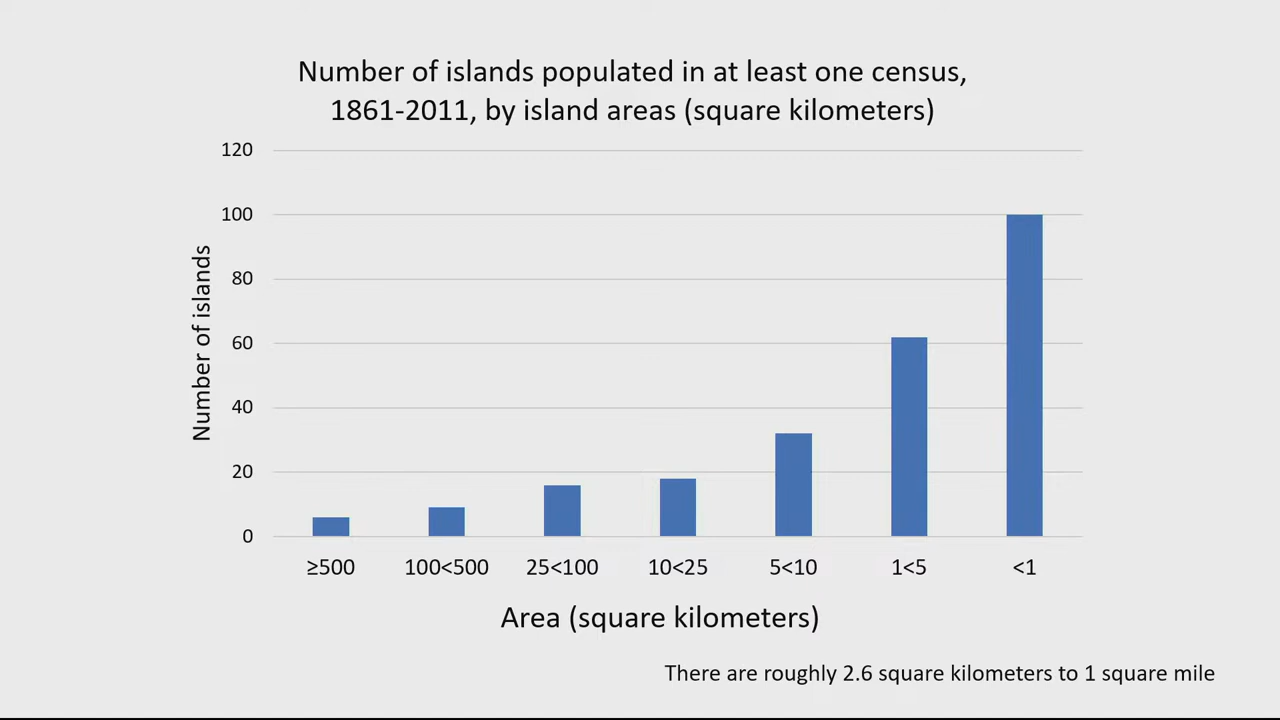 Number of islands populated in at least one census,
1861-2011, by island areas (square kilometers)
120
100
80
60
40
20
0
Number of islands
≥500 100<500 25<100 10<25 5<10 1<5 <1
Area (square kilometers)
There are roughly 2.6 square kilometers to 1 square mile